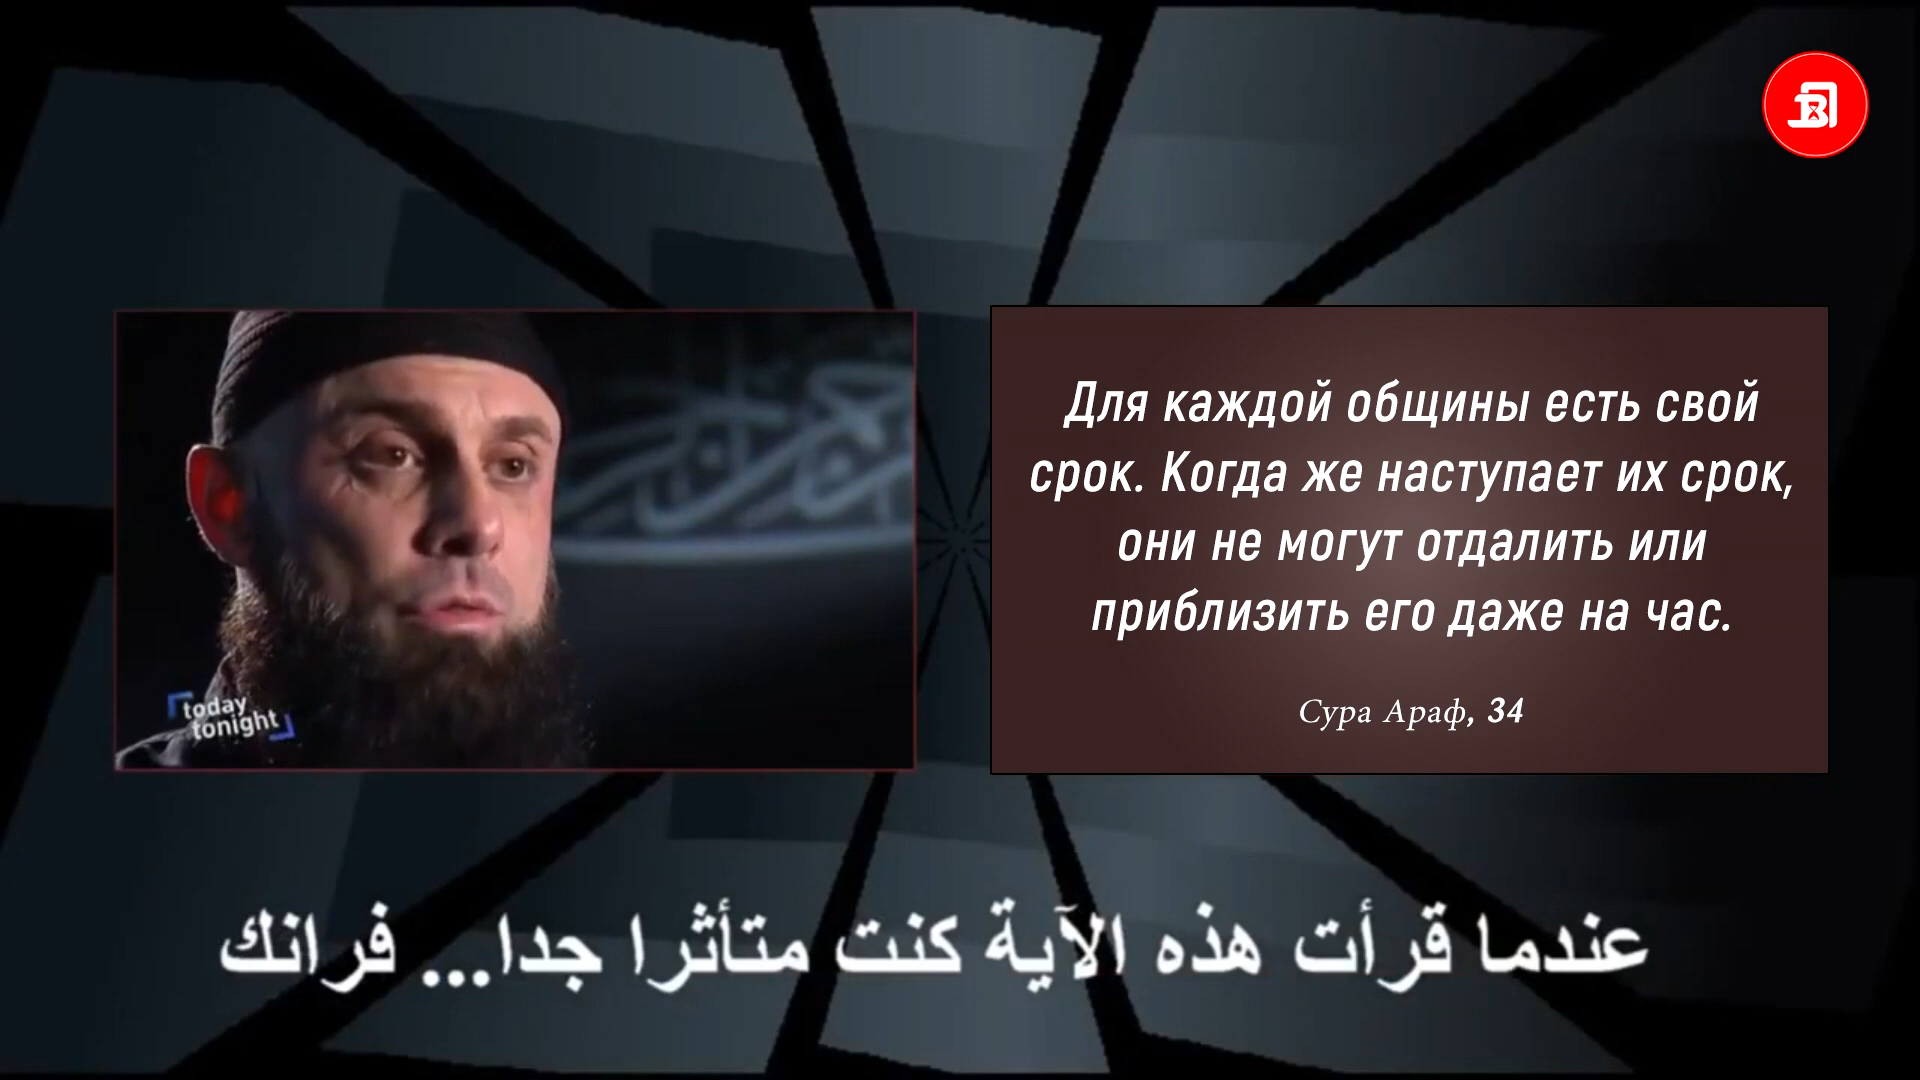 today
tonight
Для каждой общины есть свой
срок. Когда же наступает их срок,
они не могут отдалить или
приблизить его даже на час.
Сура Араф, 34
عندما قرأت هذه الآية كنت متأثرا جدا... فرانك